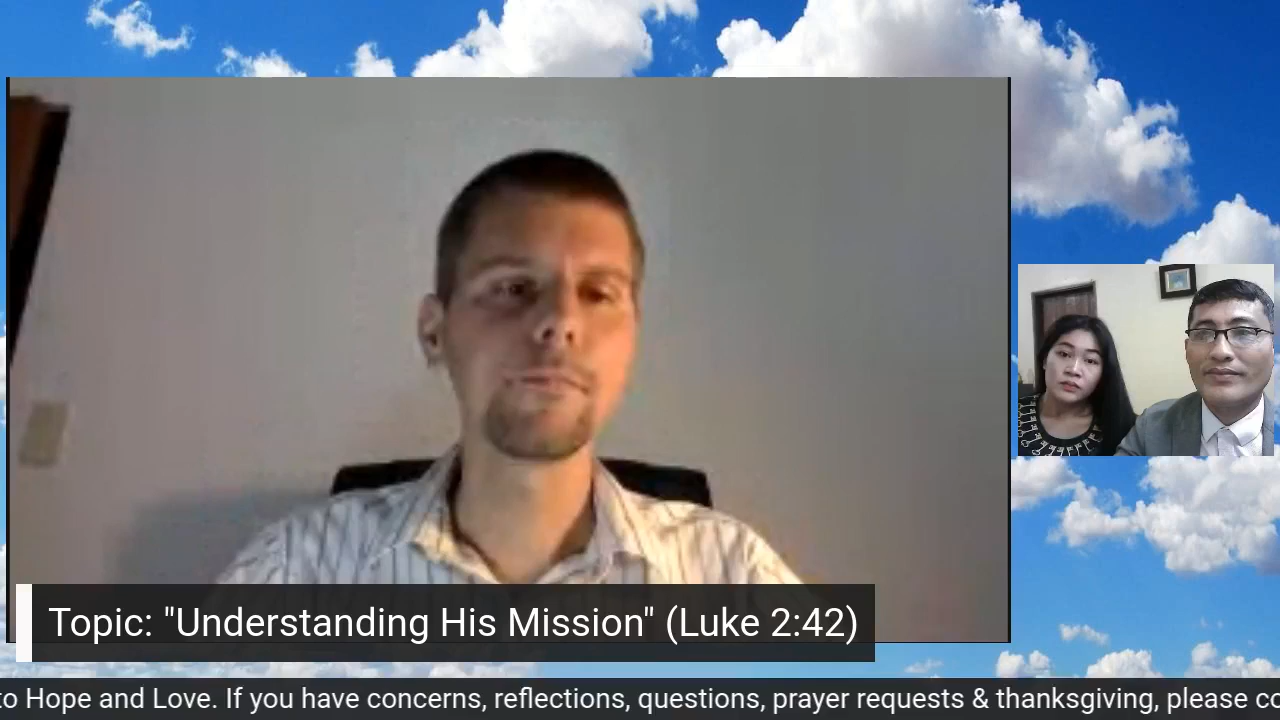 Topic: "Understanding His Mission" (Luke 2:42)
to Hope and Love. If you have concerns, reflections, questions, prayer requests & thanksgiving, please